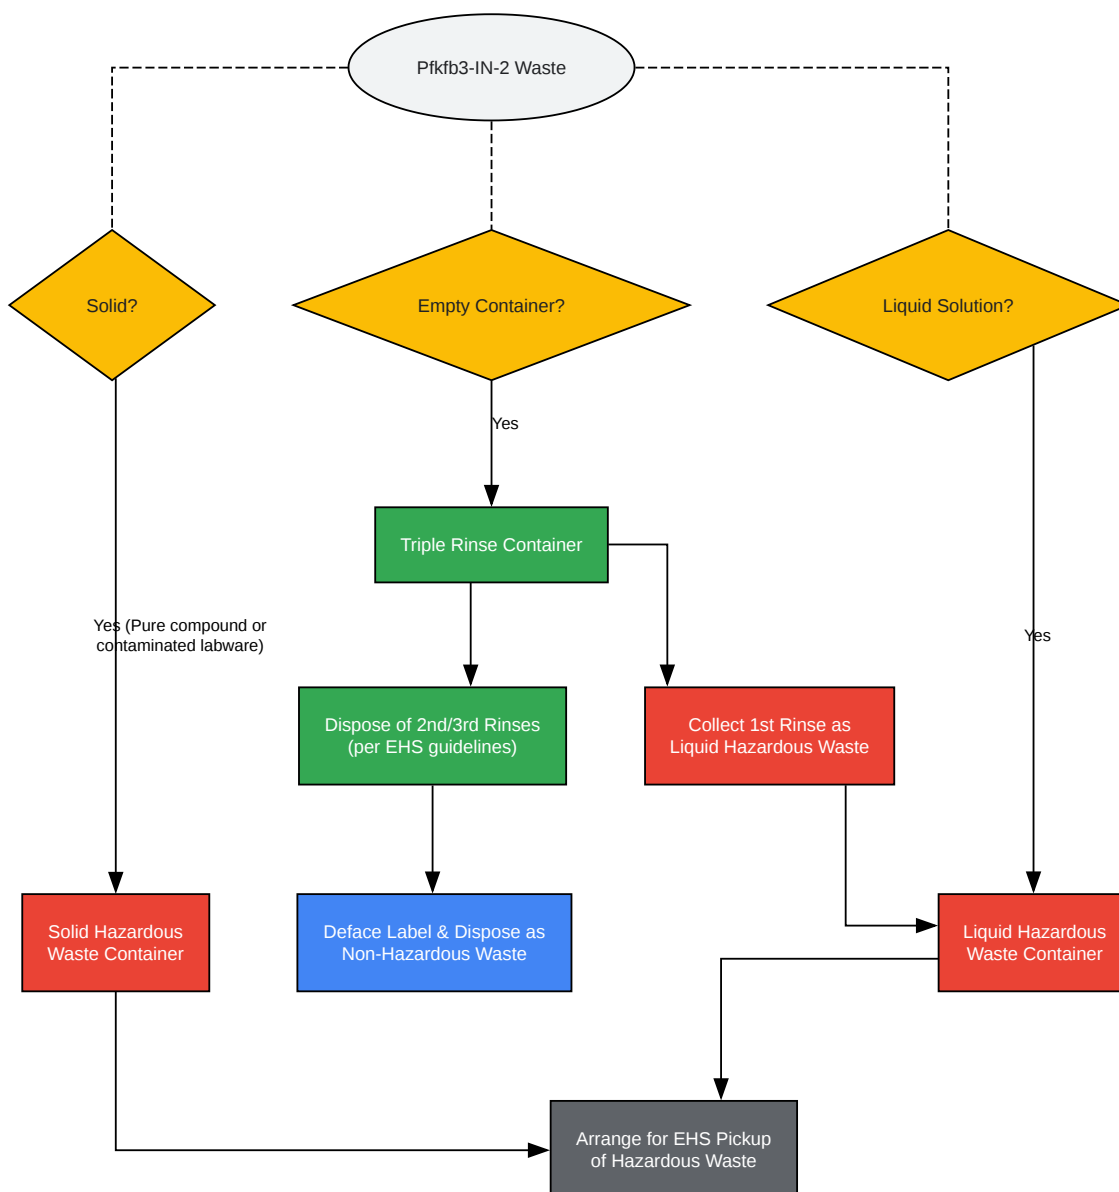 Pfkfb3-IN-2 Waste
Solid?
Empty Container?
Liquid Solution?
Yes
Triple Rinse Container
Yes (Pure compound or
contaminated labware)
Yes
Dispose of 2nd/3rd Rinses
(per EHS guidelines)
Collect 1st Rinse as
Liquid Hazardous Waste
Solid Hazardous
Waste Container
Deface Label & Dispose as
Non-Hazardous Waste
Liquid Hazardous
Waste Container
Arrange for EHS Pickup
of Hazardous Waste